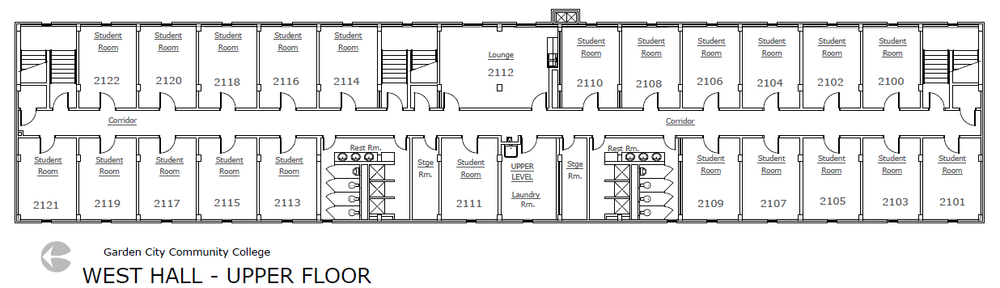 Student
Room
2122
Student
Room
2120
Student
Room
2118
Student
Room
2116
Student
Room
2114
Lounge
2112
Student
Room
2110
Student
Room
2108
Student
Room
2106
Student
Room
2104
Student
Room
2102
Student
Room
2100
Corridor
Corridor
Student
Room
2121
Student
Room
2119
Student
Room
2117
Student
Room
2115
Student
Room
2113
Rest Rm.
Stge
Rm.
Student
Room
2111
UPPER
LEVEL
Laundry
Rm.
Stge
Rm.
Rest Rm.
Student
Room
2109
Student
Room
2107
Student
Room
2105
Student
Room
2103
Student
Room
2101
Garden City Community College
WEST HALL - UPPER FLOOR